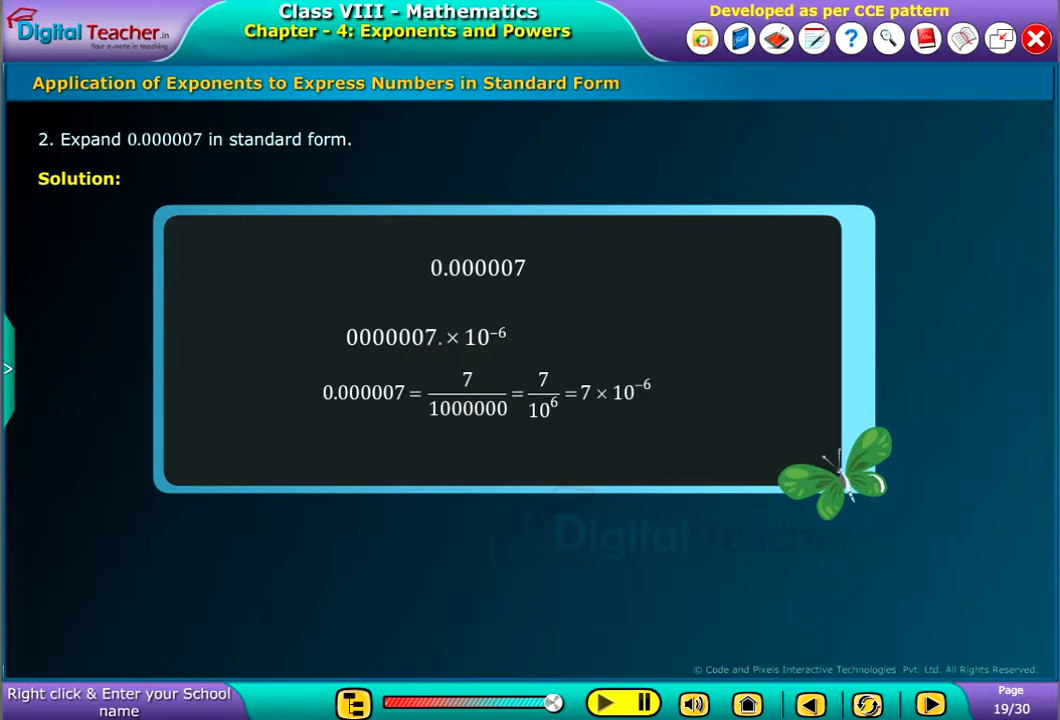 Digital Teacher.in
Your e-mate in teaching
Class VIII - Mathematics
Chapter - 4: Exponents and Powers
Developed as per CCE pattern
Application of Exponents to Express Numbers in Standard Form
2. Expand 0.000007 in standard form.
Solution:
0.000007
0000007. × 10⁻⁶
0.000007 = 7/1000000 = 7/10⁶ = 7 × 10⁻⁶
Digital Teacher
© Code and Pixels Interactive Technologies Pvt. Ltd. All Rights Reserved.
Right click & Enter your School
name
Page
19/30